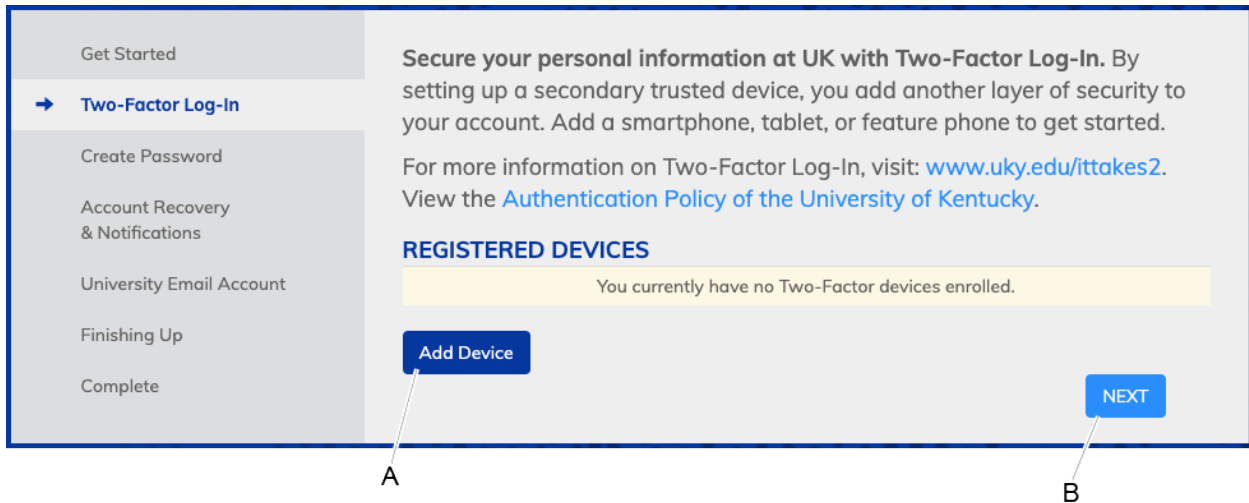 Get Started
Two-Factor Log-In
Create Password
Account Recovery
& Notifications
University Email Account
Finishing Up
Complete
Secure your personal information at UK with Two-Factor Log-In. By
setting up a secondary trusted device, you add another layer of security to
your account. Add a smartphone, tablet, or feature phone to get started.
For more information on Two-Factor Log-In, visit: www.uky.edu/ittakes2.
View the Authentication Policy of the University of Kentucky.
REGISTERED DEVICES
You currently have no Two-Factor devices enrolled.
Add Device
NEXT
A
B